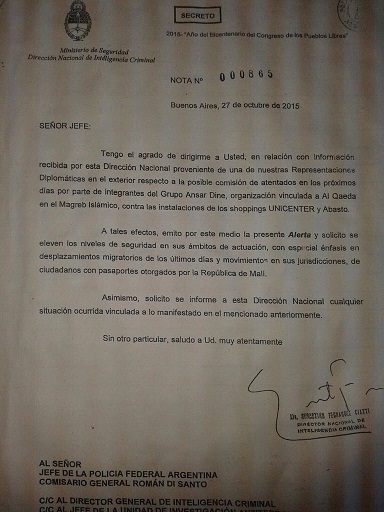 SECRETO
2015- "Año del Bicentenario del Congreso de los Pueblos Libres"
Ministerio de Seguridad
Dirección Nacional de Inteligencia Criminal
NOTA Nº 000865
Buenos Aires, 27 de octubre de 2015
SEÑOR JEFE:
Tengo el agrado de dirigirme a Usted, en relación con Información
recibida por esta Dirección Nacional proveniente de una de nuestras Representaciones
Diplomáticas en el exterior respecto a la posible comisión de atentados en los próximos
días por parte de Integrantes del Grupo Ansar Dine, organización vinculada a Al Qaeda
en el Magreb Islámico, contra las instalaciones de los shoppings UNICENTER y Abasto.
A tales efectos, emito por este medio la presente Alerta y solicito se
eleven los niveles de seguridad en sus ámbitos de actuación, con especial énfasis en
desplazamientos migratorios de los últimos días y movimientos en sus jurisdicciones, de
ciudadanos con pasaportes otorgados por la República de Mali.
Asimismo, solicito se informe a esta Dirección Nacional cualquier
situación ocurrida vinculada a lo manifestado en el mencionado anteriormente.
Sin otro particular, saludo a Ud. muy atentamente
DIRECTOR NACIONAL DE
INTELIGENCIA CRIMINAL
AL SEÑOR
JEFE DE LA POLICIA FEDERAL ARGENTINA
COMISARIO GENERAL ROMÁN DI SANTO
C/C AL DIRECTOR GENERAL DE INTELIGENCIA CRIMINAL
C/C AL JEFE DE LA UNIDAD DE INVESTIGACIÓN